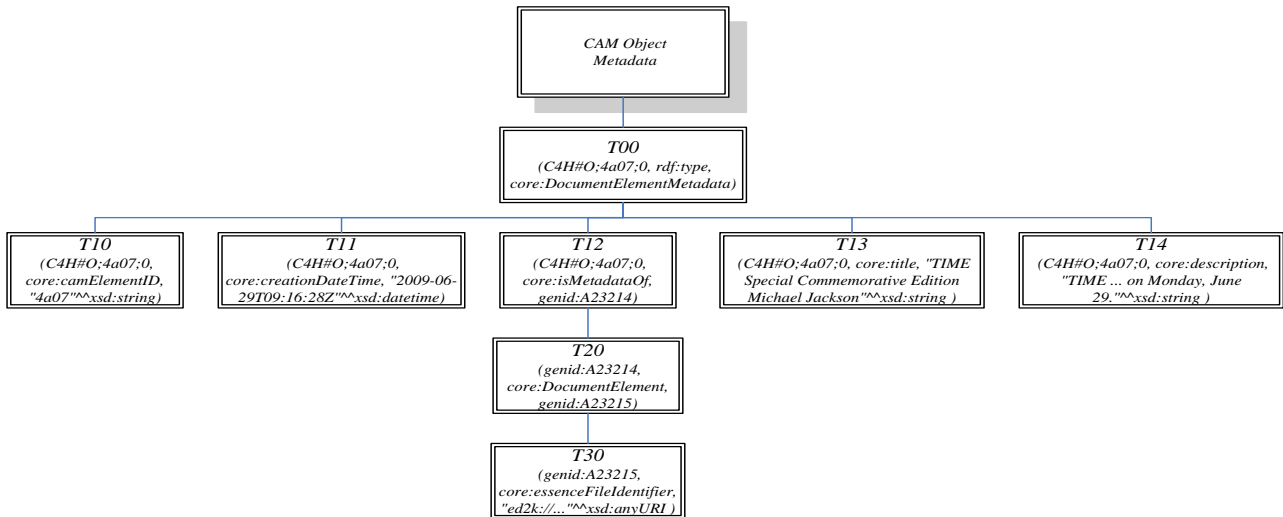 CAM Object
Metadata
T00
(C4H#O;4a07;0, rdf:type,
core:DocumentElementMetadata)
T10
(C4H#O;4a07;0,
core:camElementID,
"4a07"^^xsd:string)
T11
(C4H#O;4a07;0,
core:creationDateTime, "2009-06-
29T09:16:28Z"^^xsd:datetime)
T12
(C4H#O;4a07;0,
core:isMetadataOf,
genid:A23214)
T13
(C4H#O;4a07;0, core:title, "TIME
Special Commemorative Edition
Michael Jackson"^^xsd:string )
T14
(C4H#O;4a07;0, core:description,
"TIME ... on Monday, June
29."^^xsd:string )
T20
(genid:A23214,
core:DocumentElement,
genid:A23215)
T30
(genid:A23215,
core:essenceFileIdentifier,
"ed2k://..."^^xsd:anyURI )